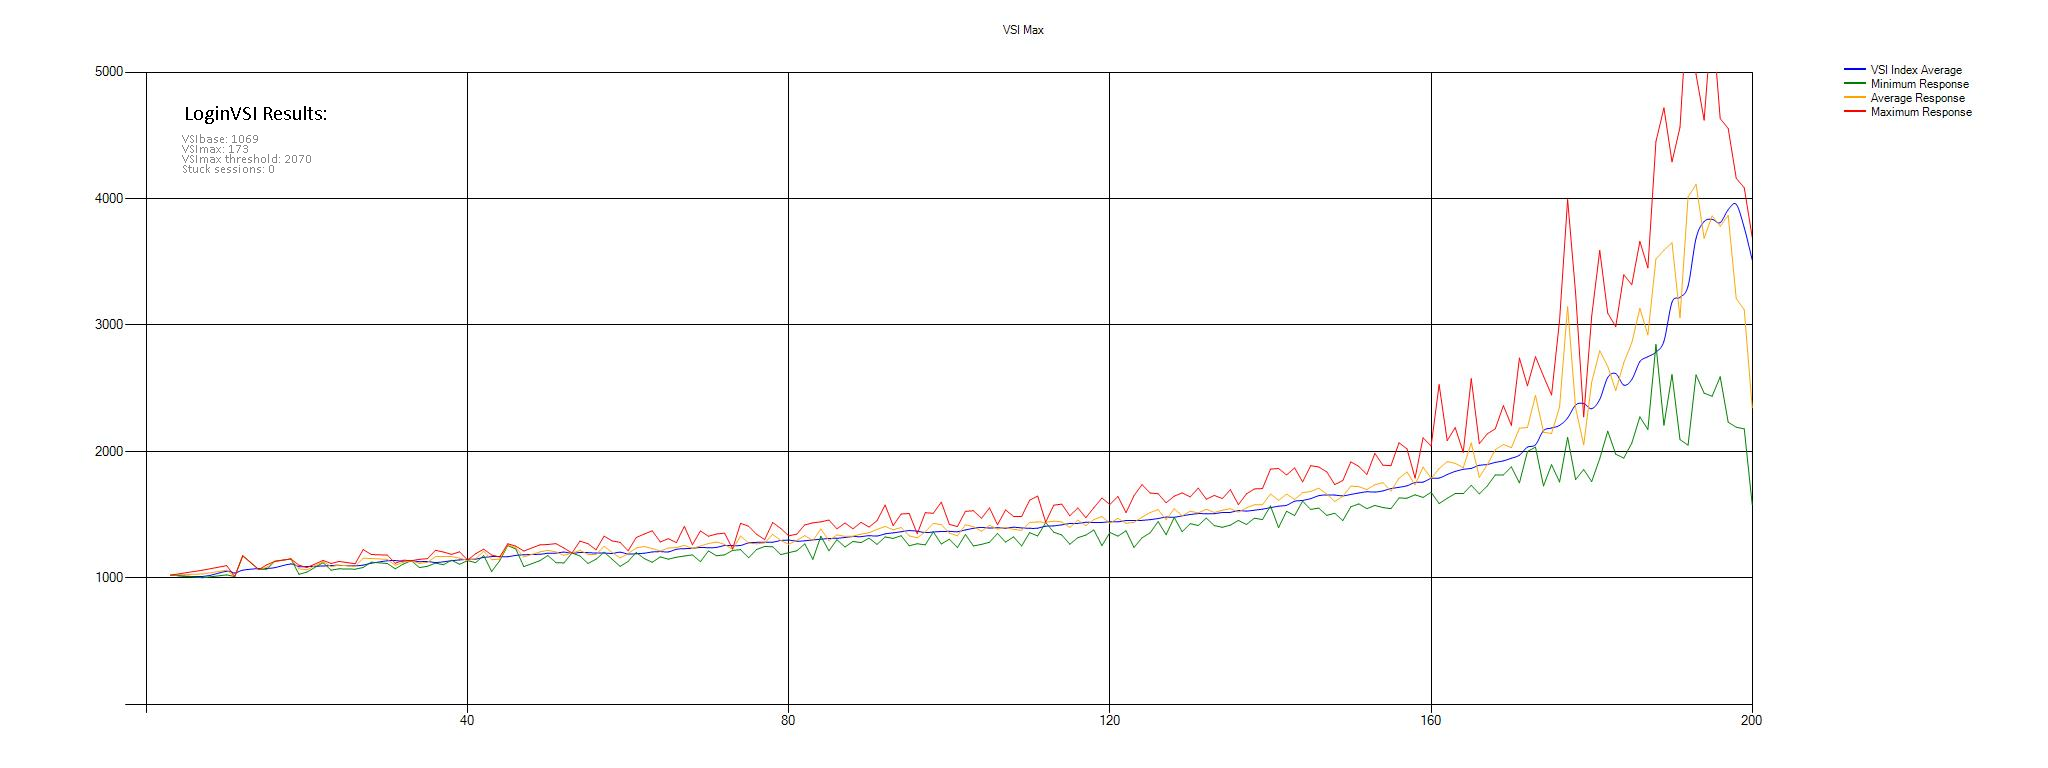 VSI Max
5000
4000
3000
2000
1000
40
80
120
160
200
LoginVSI Results:
VSIbase: 1069
VSImax: 173
VSImax threshold: 2070
Stuck sessions: 0
VSI Index Average
Minimum Response
Average Response
Maximum Response